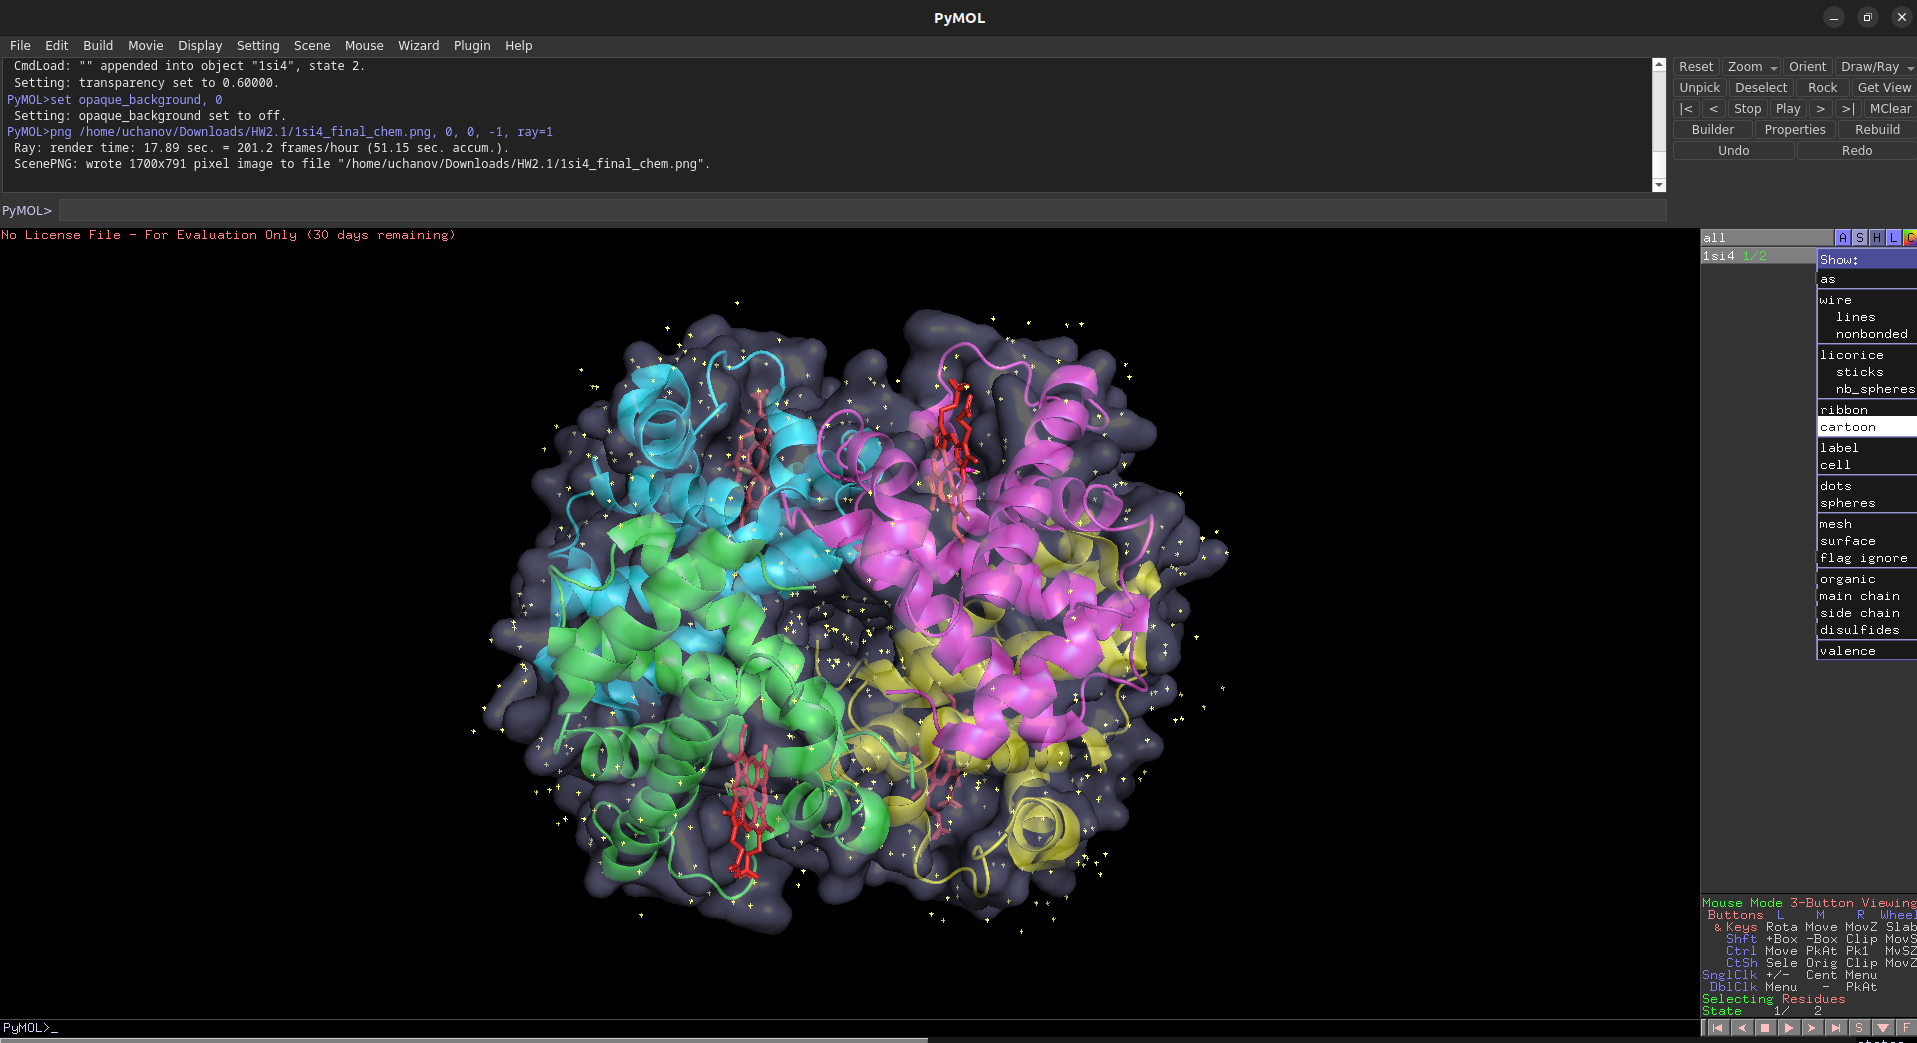 PyMOL
File Edit Build Movie Display Setting Scene Mouse Wizard Plugin Help
CmdLoad: "" appended into object "1si4", state 2.
Setting: transparency set to 0.60000.
PyMOL>set opaque_background, 0
Setting: opaque_background set to off.
PyMOL>png /home/uchanov/Downloads/HW2.1/1si4_final_chem.png, 0, 0, -1, ray=1
Ray: render time: 17.89 sec. = 201.2 frames/hour (51.15 sec. accum.).
ScenePNG: wrote 1700x791 pixel image to file "/home/uchanov/Downloads/HW2.1/1si4_final_chem.png".
PyMOL>
Reset Zoom Orient Draw/Ray
Unpick Deselect Rock Get View
|< < Stop Play > >| MClear
Builder Properties Rebuild
Undo Redo
No License File - For Evaluation Only (30 days remaining)
all A S H L C
1si4 1/2
Show:
as
wire
lines
nonbonded
licorice
sticks
nb_spheres
ribbon
cartoon
label
cell
dots
spheres
mesh
surface
flag ignore
organic
main chain
side chain
disulfides
valence
Mouse Mode 3-Button Viewing
Buttons L M R Wheel
& Keys Rota Move MovZ Slab
Shft +Box -Box Clip MovS
Ctrl Move PkAt Pk1 MvSZ
CtSh Sele Orig Clip MovZ
SnglClk +/- Cent Menu
DblClk Menu - PkAt
Selecting Residues
State 1/ 2
PyMOL>_
S F